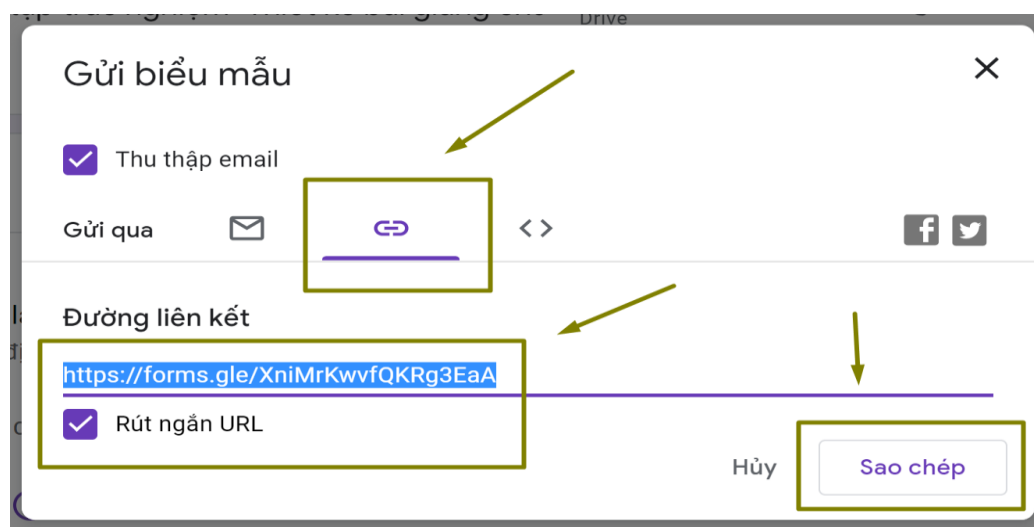 Drive
Gửi biểu mẫu
Thu thập email
Gửi qua
Đường liên kết
https://forms.gle/XniMrKwvfQKRg3EaA
Rút ngắn URL
Hủy
Sao chép